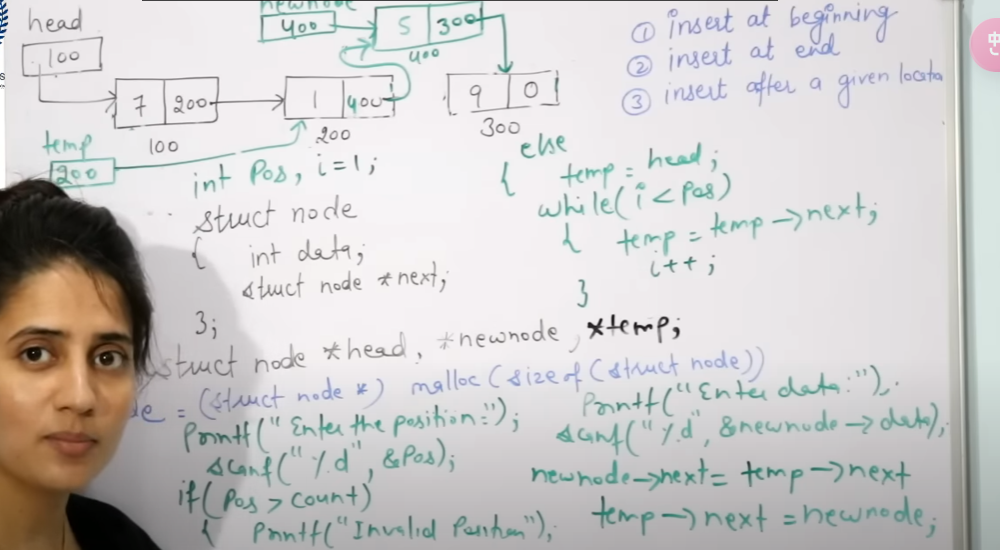 head
100
7 200
100
temp
200
newnode
400
5 300
400
1 400
200
9 0
300
① insert at beginning
② insert at end
③ insert after a given locatio
int Pos, i=1;
struct node
{ int data;
struct node *next;
};
struct node *head, *newnode, *temp;
de = (struct node *) malloc (sizeof (struct node))
Printf("Enter the position:");
scanf("%d", &Pos);
if( Pos > count)
{ Printf("Invalid Position");
else
{ temp = head;
while( i < pos)
{ temp = temp → next;
i++;
}
Printf("Enter data:");
scanf("%d", &newnode → data);
newnode→next = temp→next
temp→next = newnode;